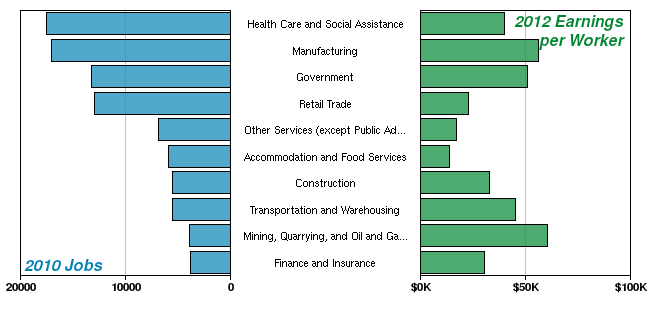 2012 Earnings
per Worker
Health Care and Social Assistance
Manufacturing
Government
Retail Trade
Other Services (except Public Ad...
Accommodation and Food Services
Construction
Transportation and Warehousing
Mining, Quarrying, and Oil and Ga...
Finance and Insurance
2010 Jobs
20000 10000 0 $0K $50K $100K